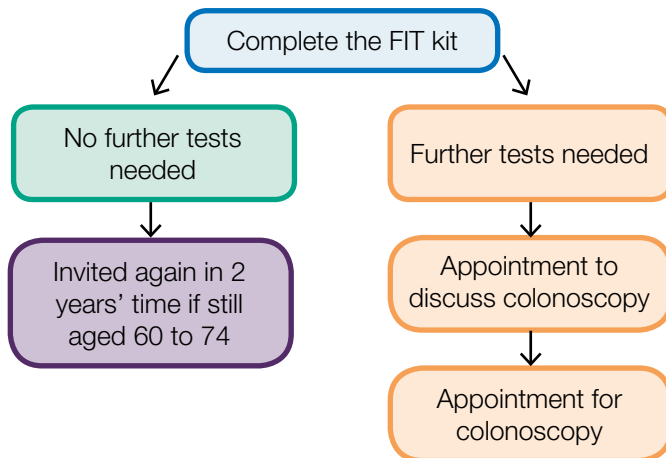 Complete the FIT kit
No further tests
needed
Invited again in 2
years’ time if still
aged 60 to 74
Further tests needed
Appointment to
discuss colonoscopy
Appointment for
colonoscopy